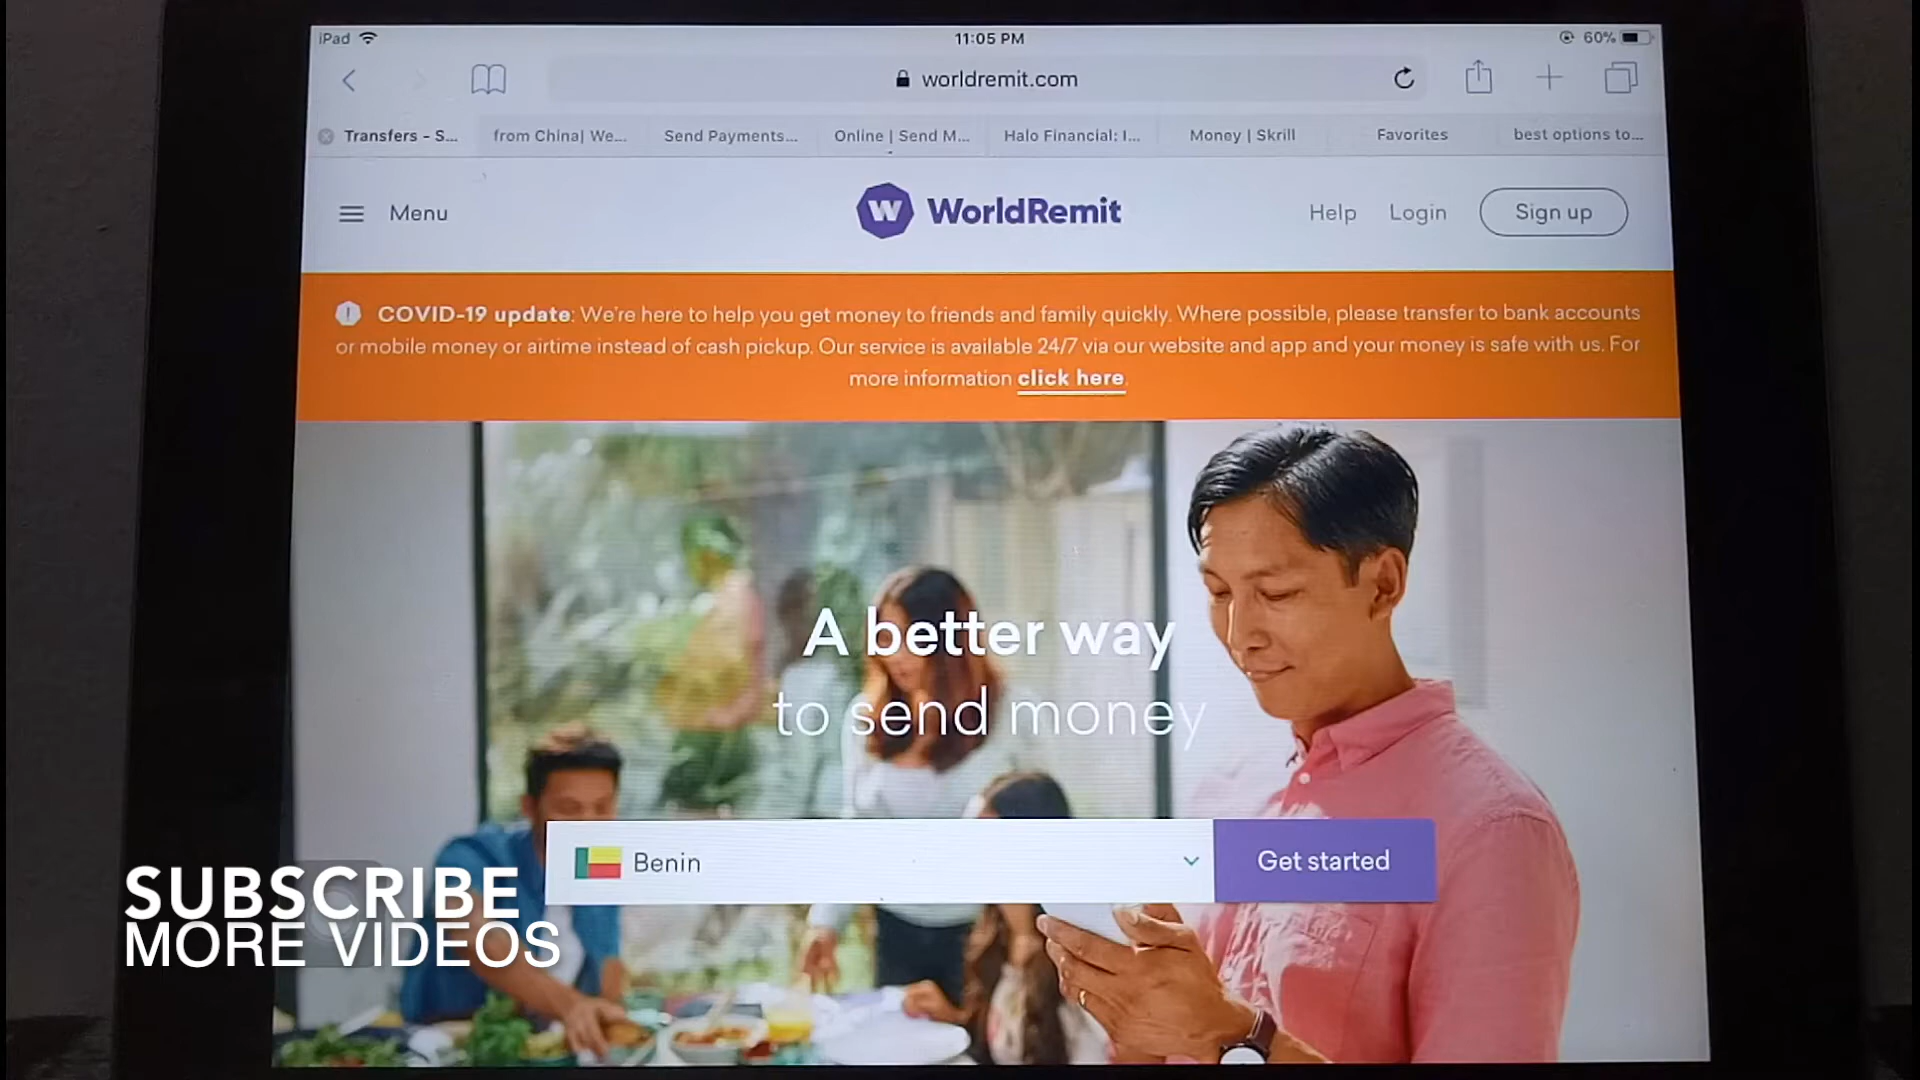 iPad
11:05 PM
60%
worldremit.com
Transfers - S...
from China| We...
Send Payments...
Online | Send M...
Halo Financial: I...
Money | Skrill
Favorites
best options to...
Menu
W WorldRemit
Help
Login
Sign up
COVID-19 update: We're here to help you get money to friends and family quickly. Where possible, please transfer to bank accounts
or mobile money or airtime instead of cash pickup. Our service is available 24/7 via our website and app and your money is safe with us. For
more information click here.
A better way
to send money
Benin
Get started
SUBSCRIBE
MORE VIDEOS